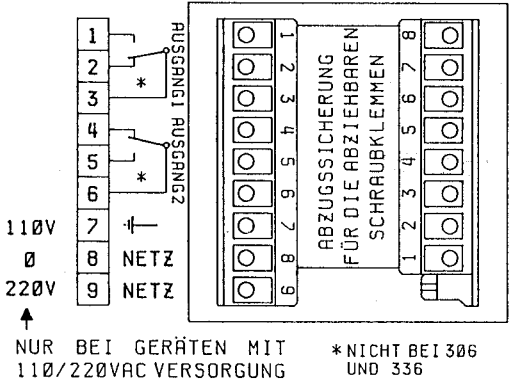 1
2
3
4
5
6
7
8 NETZ
9 NETZ
*
*
AUSGANG1 AUSGANG2
110V
Ø
220V
1
2
3
4
5
6
7
8
9
ABZUGSSICHERUNG
FÜR DIE ABZIEHBAREN
SCHRAUBKLEMMEN
8
7
6
5
4
3
2
1
NUR BEI GERÄTEN MIT
110/220VAC VERSORGUNG
*NICHT BEI 306
UND 336